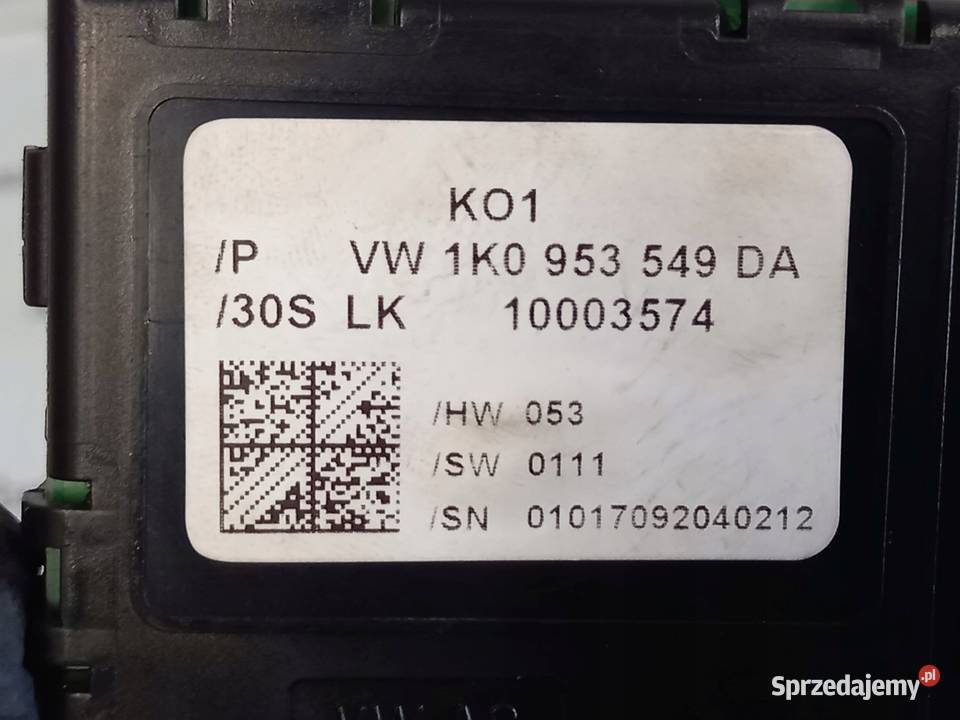 KO1
/P VW 1K0 953 549 DA
/30S LK 10003574
/HW 053
/SW 0111
/SN 01017092040212
Sprzedajemy.pl